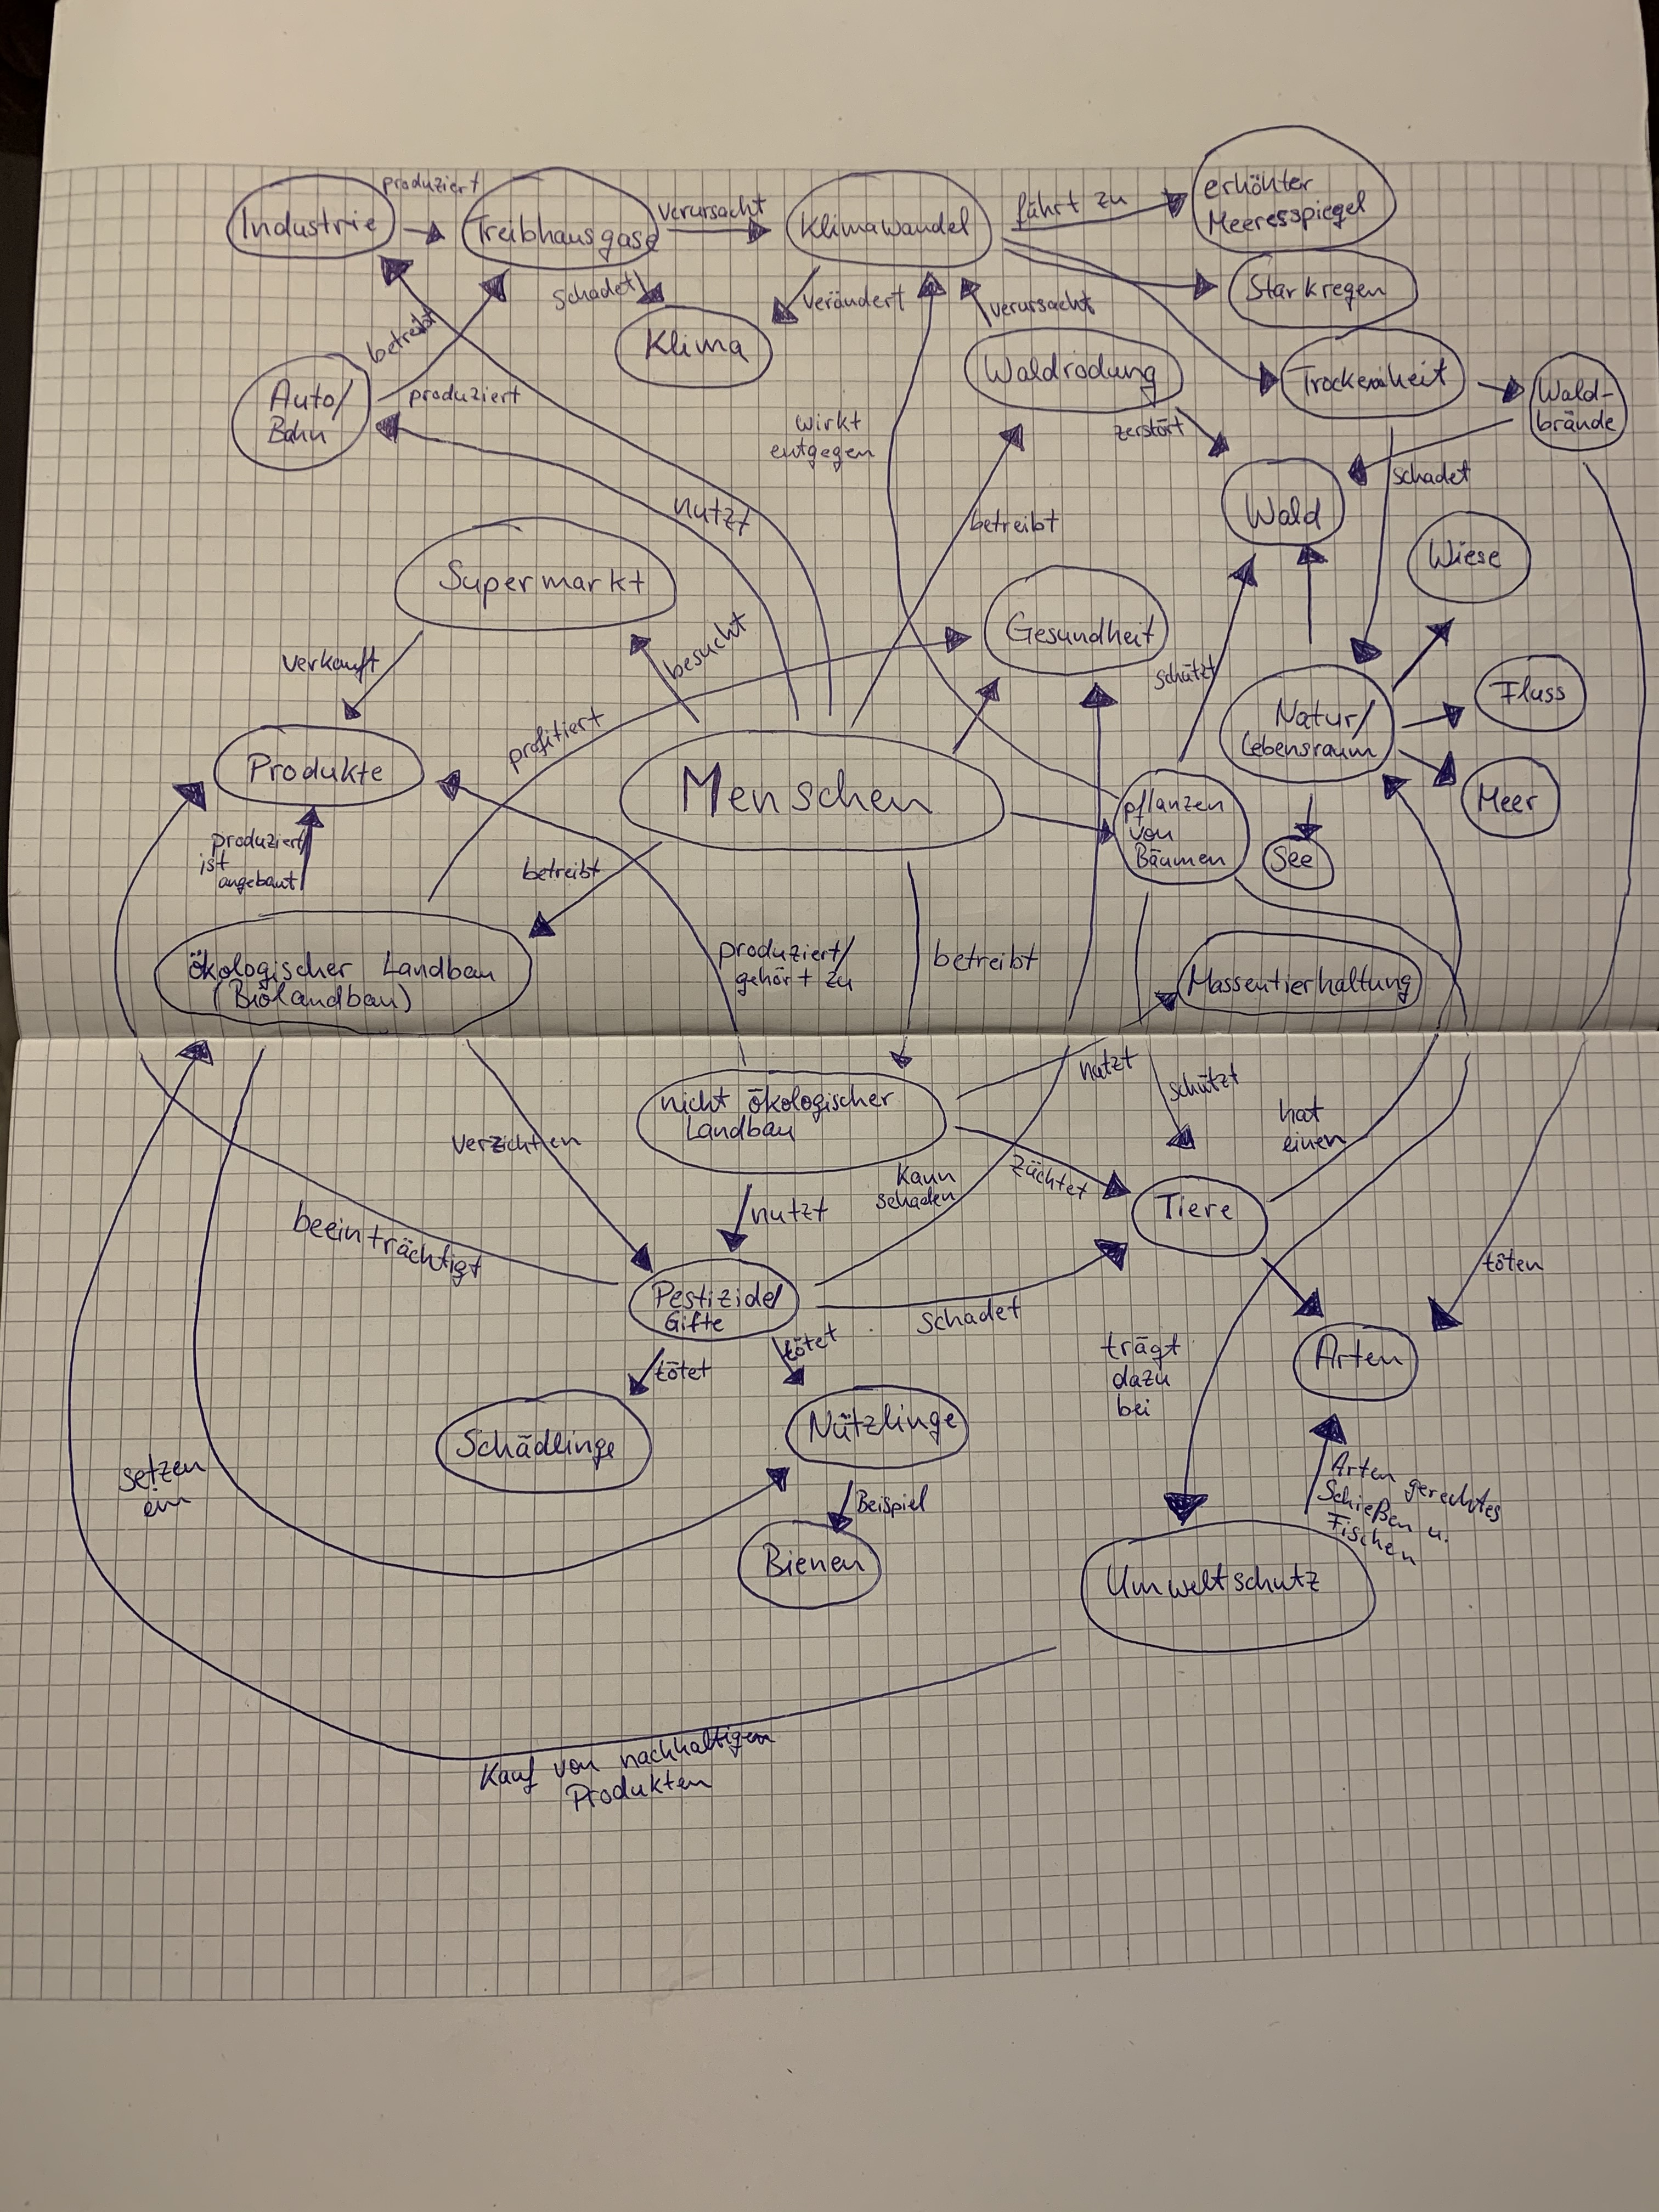 produziert
Industrie
Treibhausgase
verursacht
Klimawandel
führt zu
erhöhter
Meeresspiegel
schadet
verändert
verursacht
Starkregen
betreibt
Klima
Waldrodung
Trockenheit
Wald-
brände
Auto/
Bahn
produziert
wirkt
entgegen
zerstört
schadet
nutzt
betreibt
Wald
Wiese
Supermarkt
besucht
Gesundheit
verkauft
schützt
Fluss
profitiert
Natur/
Lebensraum
Produkte
Menschen
pflanzen
von
Bäumen
Meer
produziert
ist
angebaut
betreibt
See
produziert/
gehört zu
betreibt
ökologischer Landbau
(Biolandbau)
Massentierhaltung
nutzt
schützt
nicht ökologischer
Landbau
verzichten
hat
einen
kann
schaden
züchtet
Tiere
nutzt
beeinträchtigt
Pestizide/
Gifte
schadet
töten
tötet
tötet
trägt
dazu
bei
Arten
Schädlinge
Nützlinge
setzen
ein
Beispiel
Arten gerechtes
Schießen u.
Fischen
Bienen
Umweltschutz
Kauf von nachhaltigen
Produkten